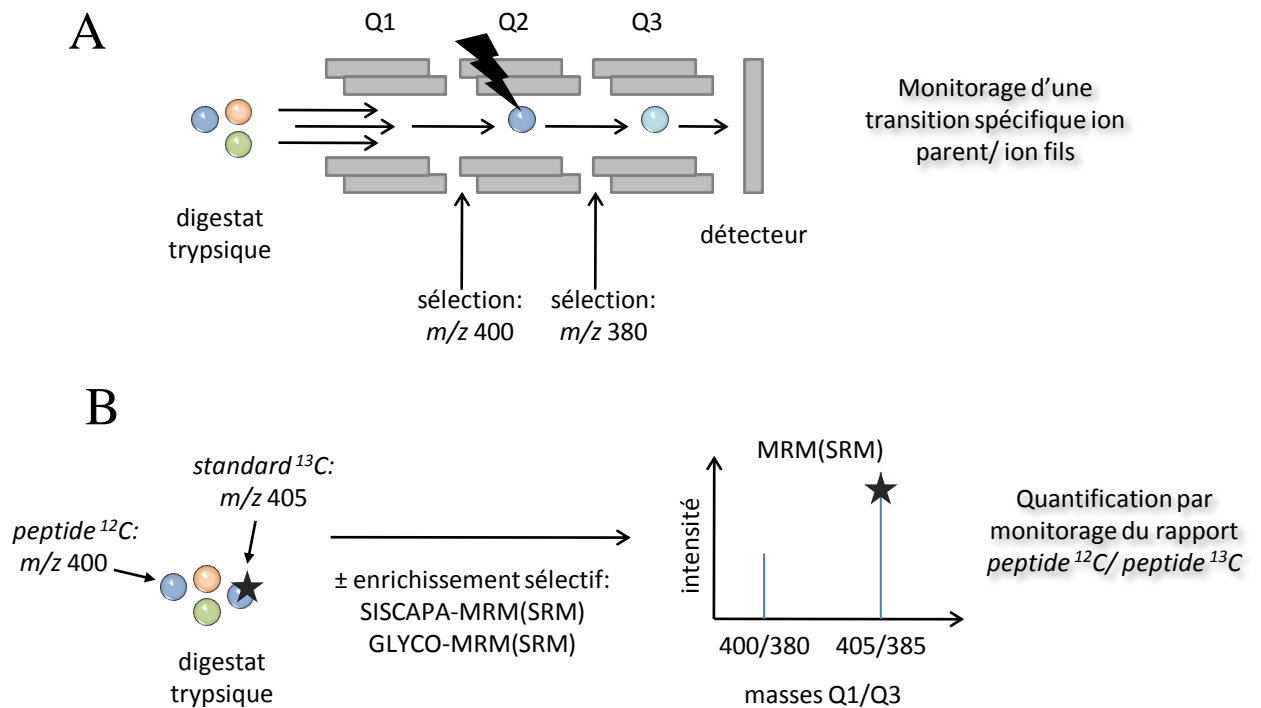 A
Q1
Q2
Q3
digestat
trypsique
sélection:
m/z 400
sélection:
m/z 380
détecteur
Monitorage d’une
transition spécifique ion
parent/ ion fils
B
standard ¹³C:
m/z 405
peptide ¹²C:
m/z 400
digestat
trypsique
± enrichissement sélectif:
SISCAPA-MRM(SRM)
GLYCO-MRM(SRM)
MRM(SRM)
intensité
400/380
405/385
masses Q1/Q3
Quantification par
monitorage du rapport
peptide ¹²C/ peptide ¹³C